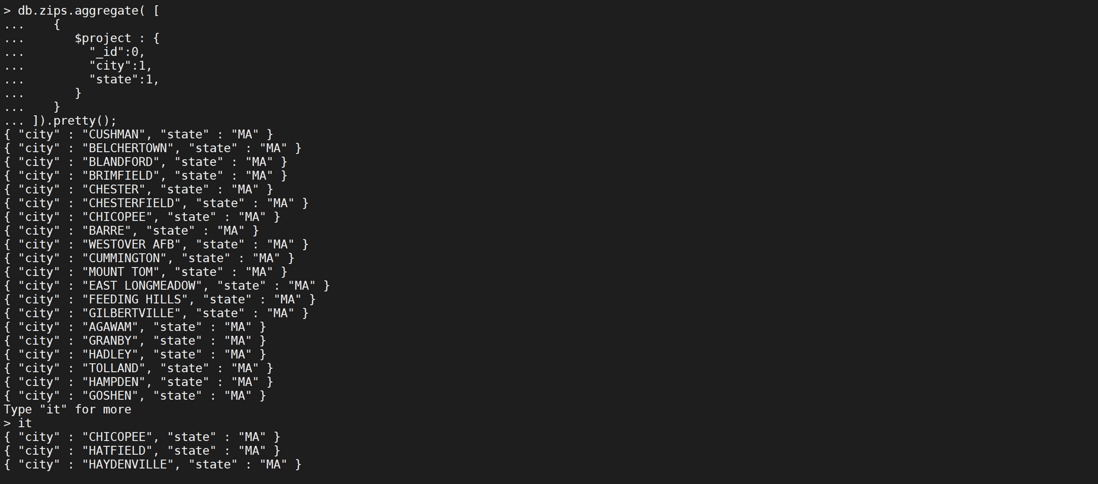 > db.zips.aggregate( [
...    {
...       $project : {
...         "_id":0,
...         "city":1,
...         "state":1,
...       }
...    }
... ]).pretty();
{ "city" : "CUSHMAN", "state" : "MA" }
{ "city" : "BELCHERTOWN", "state" : "MA" }
{ "city" : "BLANDFORD", "state" : "MA" }
{ "city" : "BRIMFIELD", "state" : "MA" }
{ "city" : "CHESTER", "state" : "MA" }
{ "city" : "CHESTERFIELD", "state" : "MA" }
{ "city" : "CHICOPEE", "state" : "MA" }
{ "city" : "BARRE", "state" : "MA" }
{ "city" : "WESTOVER AFB", "state" : "MA" }
{ "city" : "CUMMINGTON", "state" : "MA" }
{ "city" : "MOUNT TOM", "state" : "MA" }
{ "city" : "EAST LONGMEADOW", "state" : "MA" }
{ "city" : "FEEDING HILLS", "state" : "MA" }
{ "city" : "GILBERTVILLE", "state" : "MA" }
{ "city" : "AGAWAM", "state" : "MA" }
{ "city" : "GRANBY", "state" : "MA" }
{ "city" : "HADLEY", "state" : "MA" }
{ "city" : "TOLLAND", "state" : "MA" }
{ "city" : "HAMPDEN", "state" : "MA" }
{ "city" : "GOSHEN", "state" : "MA" }
Type "it" for more
> it
{ "city" : "CHICOPEE", "state" : "MA" }
{ "city" : "HATFIELD", "state" : "MA" }
{ "city" : "HAYDENVILLE", "state" : "MA" }